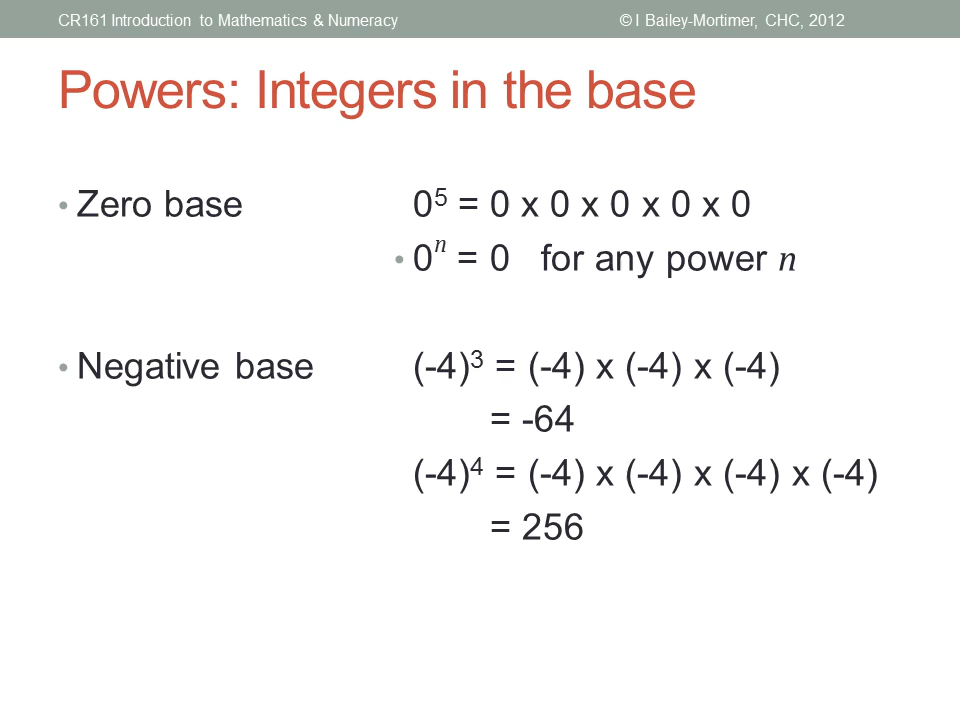 CR161 Introduction to Mathematics & Numeracy © I Bailey-Mortimer, CHC, 2012
Powers: Integers in the base
• Zero base 0⁵ = 0 x 0 x 0 x 0 x 0
• 0ⁿ = 0 for any power n
• Negative base (-4)³ = (-4) x (-4) x (-4)
= -64
(-4)⁴ = (-4) x (-4) x (-4) x (-4)
= 256